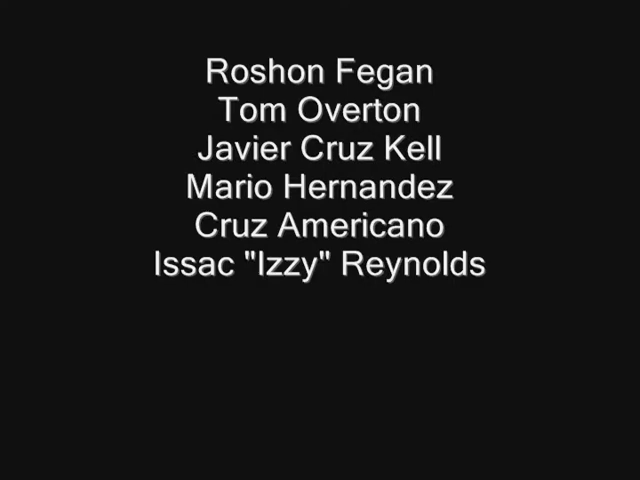 Roshon Fegan
Tom Overton
Javier Cruz Kell
Mario Hernandez
Cruz Americano
Issac "Izzy" Reynolds